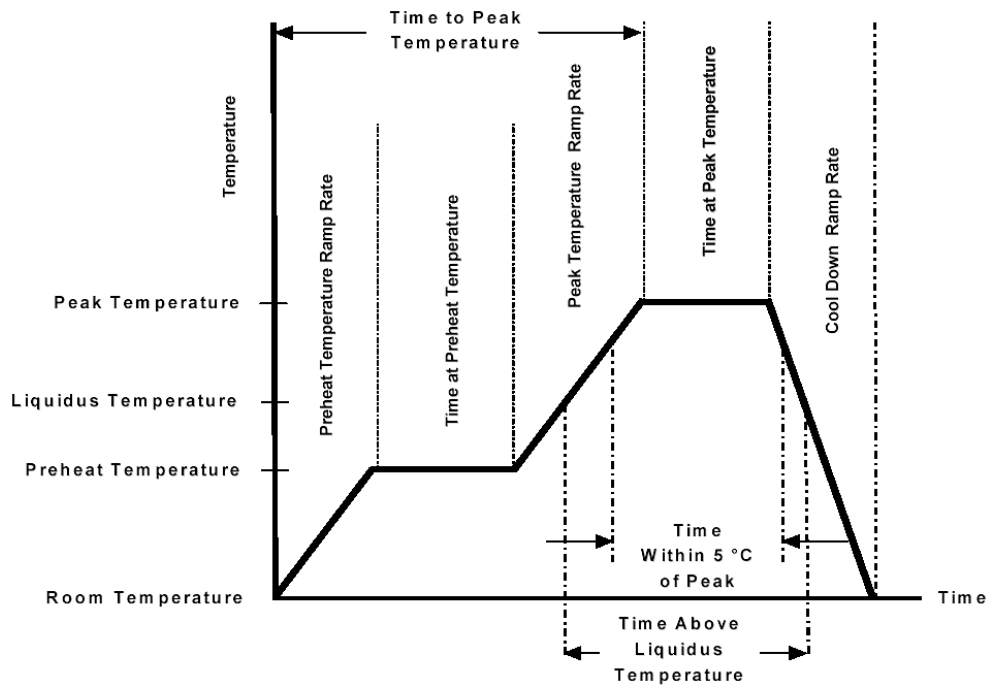 Time to Peak
Temperature
Temperature
Preheat Temperature Ramp Rate
Time at Preheat Temperature
Peak Temperature Ramp Rate
Time at Peak Temperature
Cool Down Ramp Rate
Peak Temperature
Liquidus Temperature
Preheat Temperature
Room Temperature
Time
Within 5 °C
of Peak
Time
Time Above
Liquidus
Temperature